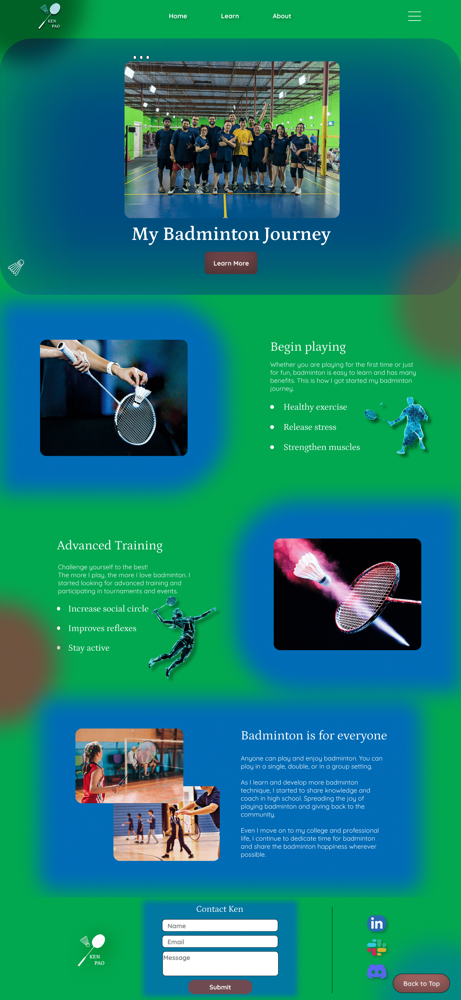 KEN
PAO
Home Learn About
My Badminton Journey
Learn More
Begin playing
Whether you are playing for the first time or just
for fun, badminton is easy to learn and has many
benefits. This is how I got started my badminton
journey.
Healthy exercise
Release stress
Strengthen muscles
Advanced Training
Challenge yourself to the best!
The more I play, the more I love badminton. I
started looking for advanced training and
participating in tournaments and events.
Increase social circle
Improves reflexes
Stay active
Badminton is for everyone
Anyone can play and enjoy badminton. You can
play in a single, double, or in a group setting.
As I learn and develop more badminton
technique, I started to share knowledge and
coach in high school. Spreading the joy of
playing badminton and giving back to the
community.
Even I move on to my college and professional
life, I continue to dedicate time for badminton
and share the badminton happiness wherever
possible.
KEN
PAO
Contact Ken
Name
Email
Message
Submit
in
Back to Top